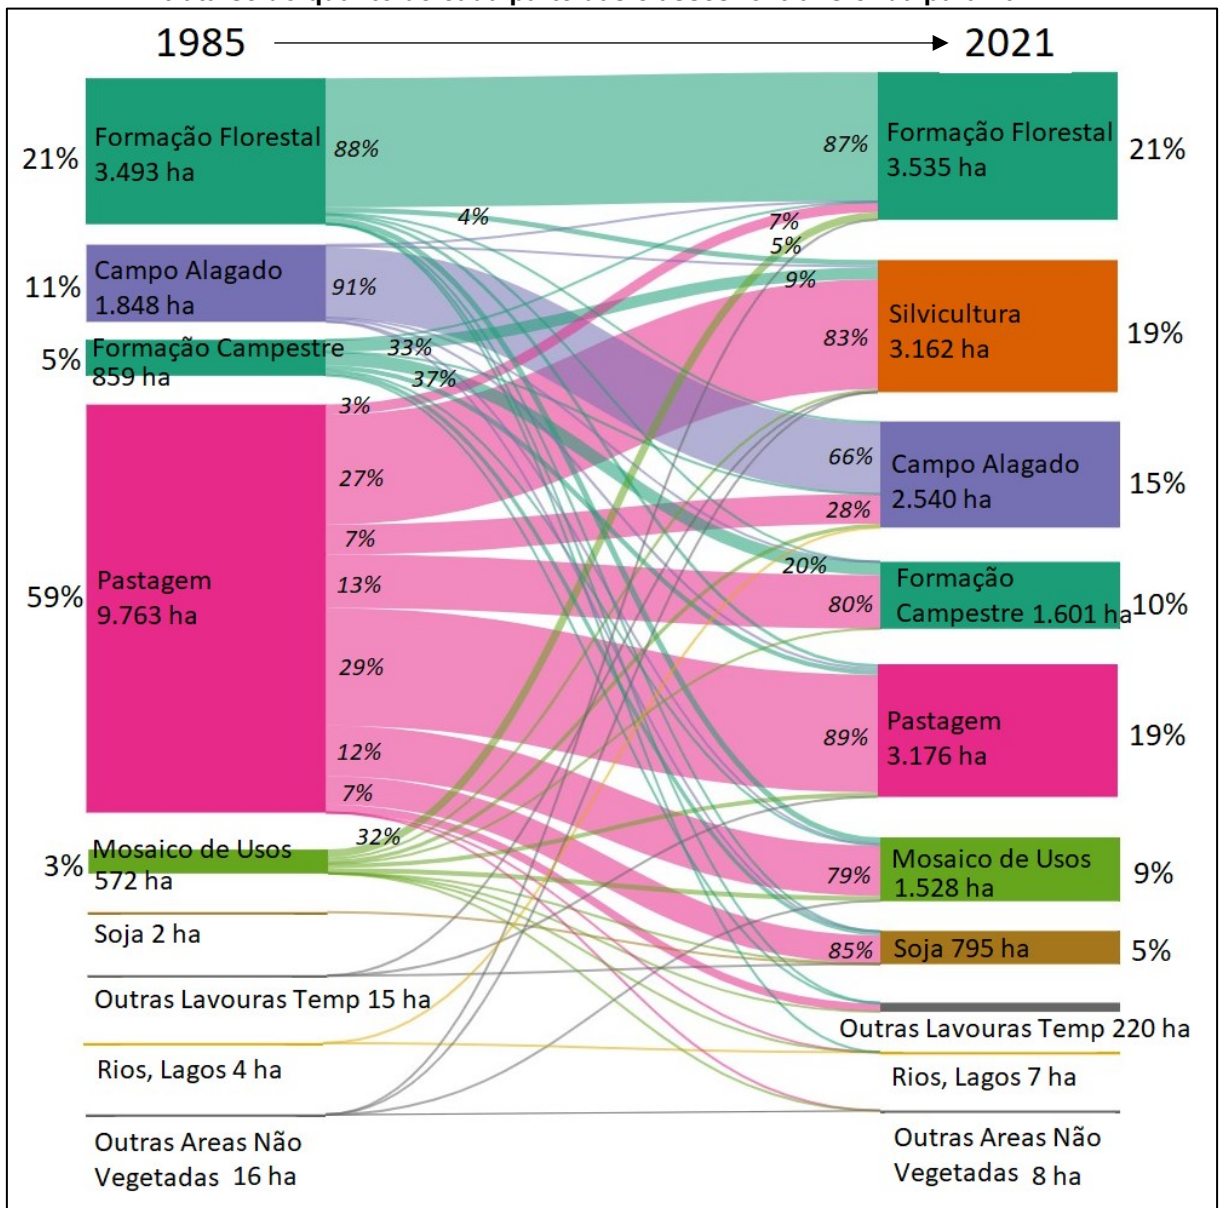 1985
2021
21%
Formação Florestal
3.493 ha
88%
4%
11%
Campo Alagado
1.848 ha
91%
5%
Formação Campestre
859 ha
33%
37%
59%
Pastagem
9.763 ha
3%
27%
7%
13%
29%
12%
7%
3%
Mosaico de Usos
572 ha
32%
Soja 2 ha
Outras Lavouras Temp 15 ha
Rios, Lagos 4 ha
Outras Areas Não
Vegetadas 16 ha
87%
7%
5%
Formação Florestal
3.535 ha
21%
9%
83%
Silvicultura
3.162 ha
19%
66%
28%
Campo Alagado
2.540 ha
15%
20%
80%
Formação
Campestre 1.601 ha
10%
89%
Pastagem
3.176 ha
19%
79%
Mosaico de Usos
1.528 ha
9%
85%
Soja 795 ha
5%
Outras Lavouras Temp 220 ha
Rios, Lagos 7 ha
Outras Areas Não
Vegetadas 8 ha